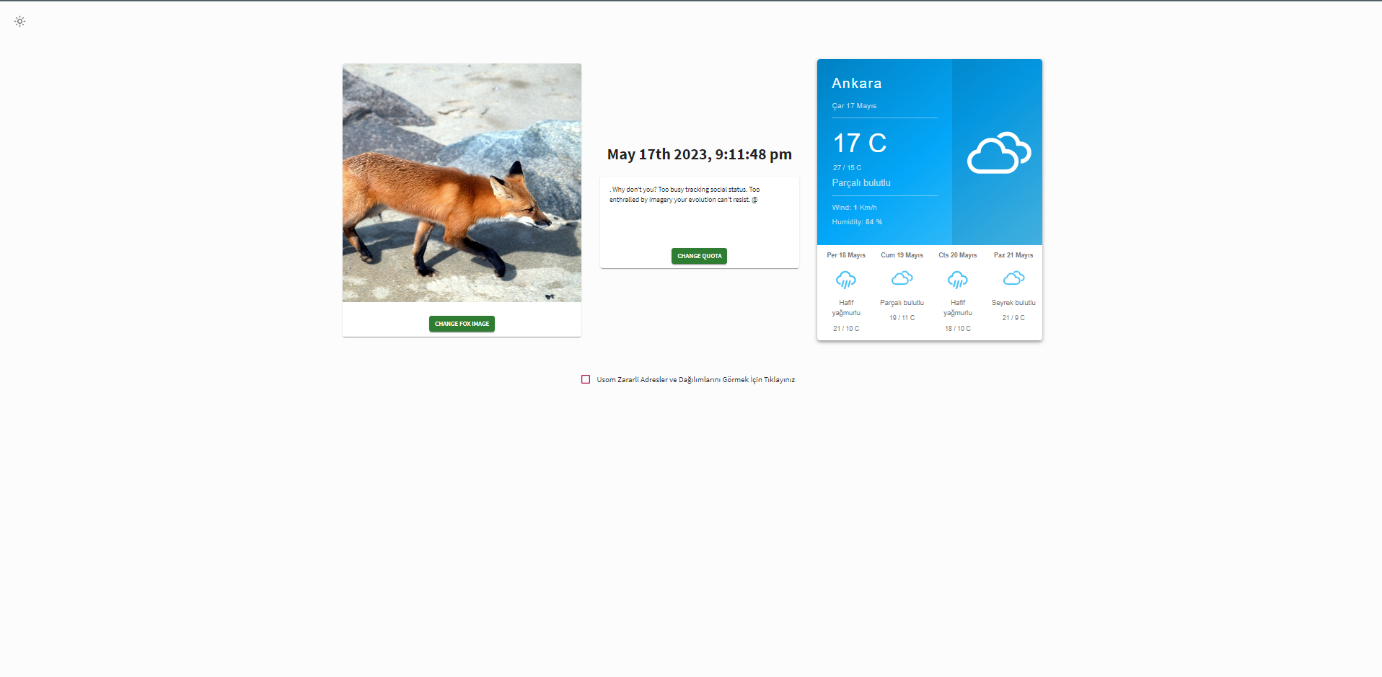 May 17th 2023, 9:11:48 pm
. Why don't you? Too busy tracking social status. Too
enthralled by imagery your evolution can't resist. @
CHANGE QUOTA
CHANGE FOX IMAGE
Ankara
Çar 17 Mayıs
17 C
27 / 15 C
Parçalı bulutlu
Wind: 1 Km/h
Humidity: 64 %
Per 18 Mayıs
Hafif
yağmurlu
21 / 10 C
Cum 19 Mayıs
Parçalı bulutlu
19 / 11 C
Cts 20 Mayıs
Hafif
yağmurlu
18 / 10 C
Paz 21 Mayıs
Seyrek bulutlu
21 / 9 C
Usom Zararli Adresler ve Dağılımlarını Görmek İçin Tıklayınız